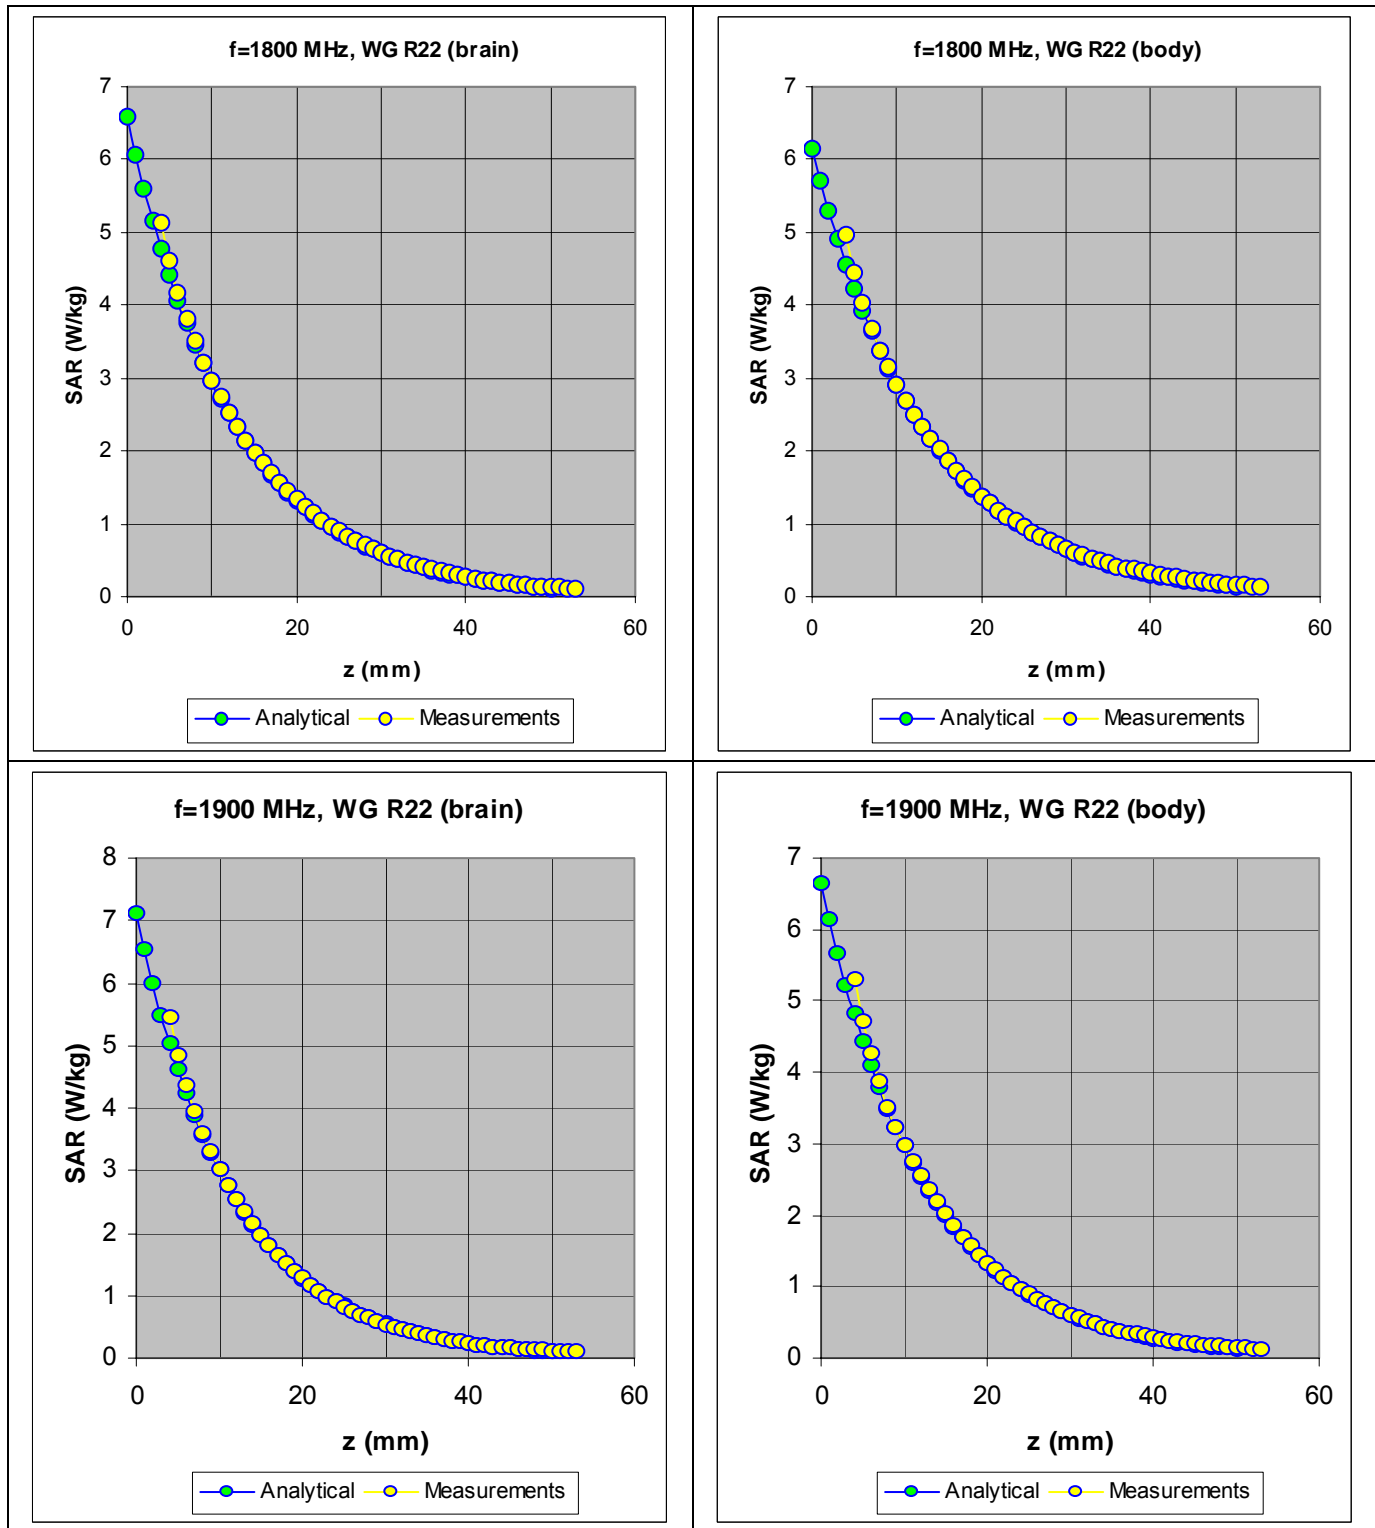 f=1800 MHz, WG R22 (brain)
7
6
5
4
3
2
1
0
SAR (W/kg)
0 20 40 60
z (mm)
Analytical Measurements
f=1800 MHz, WG R22 (body)
7
6
5
4
3
2
1
0
SAR (W/kg)
0 20 40 60
z (mm)
Analytical Measurements
f=1900 MHz, WG R22 (brain)
8
7
6
5
4
3
2
1
0
SAR (W/kg)
0 20 40 60
z (mm)
Analytical Measurements
f=1900 MHz, WG R22 (body)
7
6
5
4
3
2
1
0
SAR (W/kg)
0 20 40 60
z (mm)
Analytical Measurements